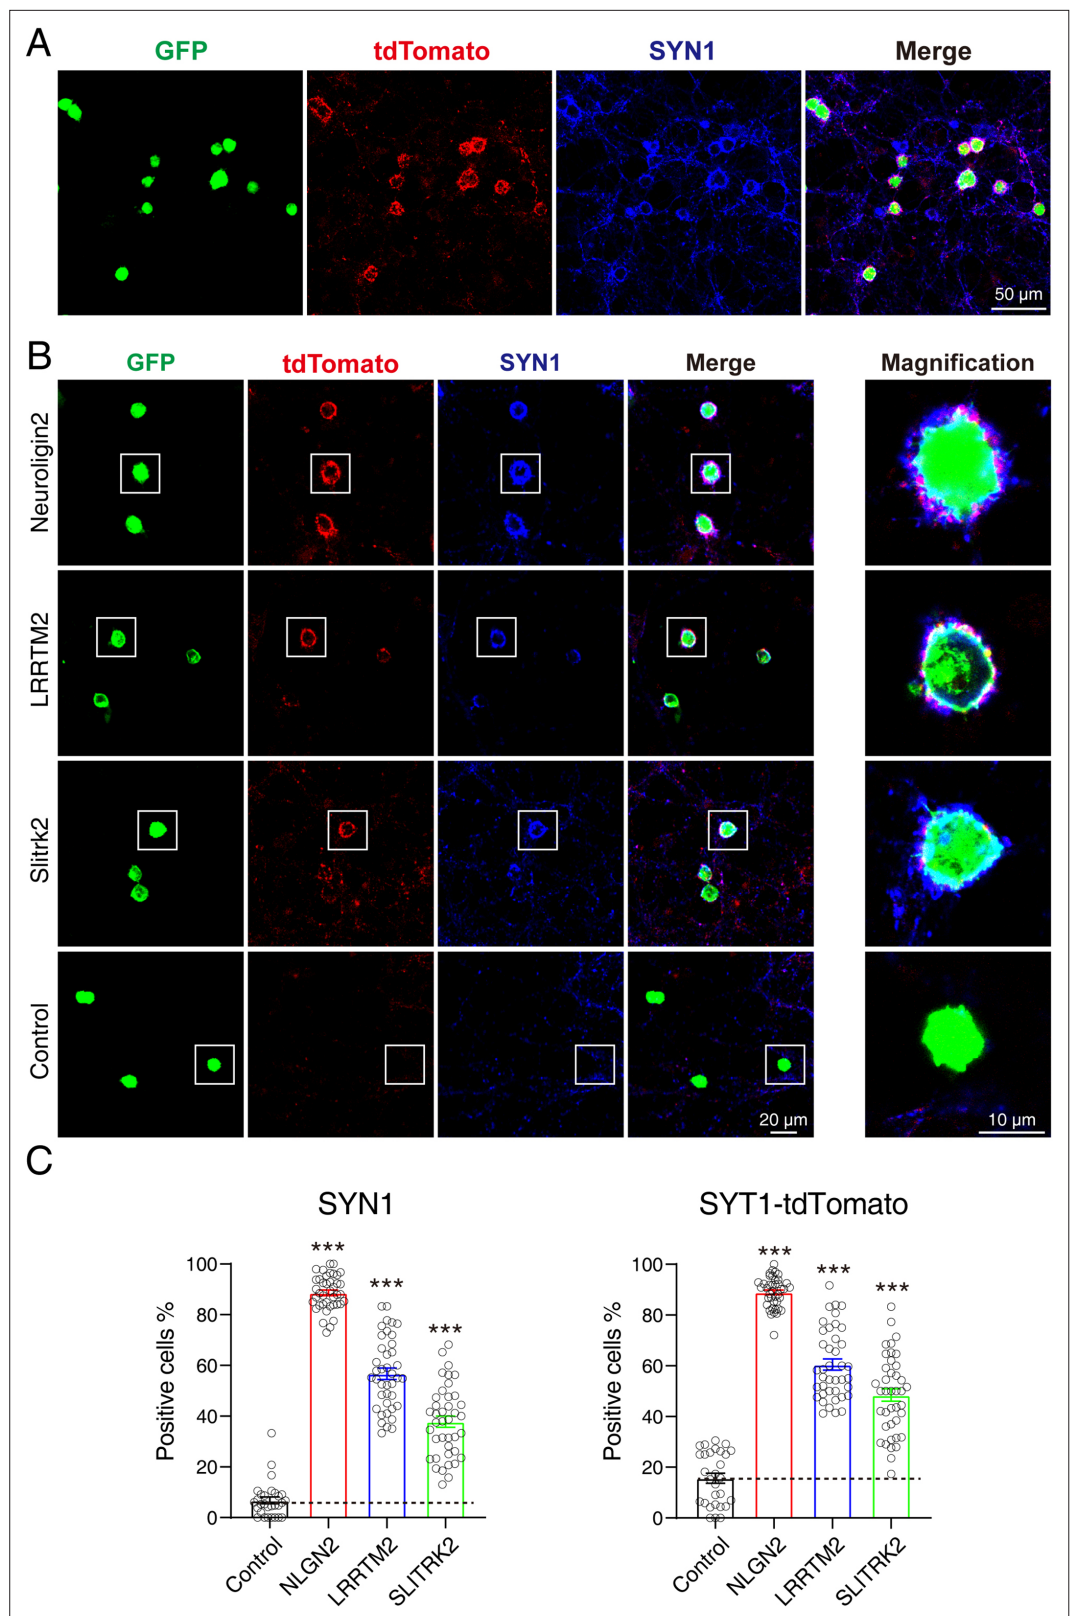 A
GFP
tdTomato
SYN1
Merge
50 µm
B
GFP
tdTomato
SYN1
Merge
Magnification
Neuroligin2
LRRTM2
Slitrk2
Control
20 µm
10 µm
C
SYN1
***
***
***
Positive cells %
100
80
60
40
20
0
Control
NLGN2
LRRTM2
SLITRK2
SYT1-tdTomato
***
***
***
Positive cells %
100
80
60
40
20
0
Control
NLGN2
LRRTM2
SLITRK2